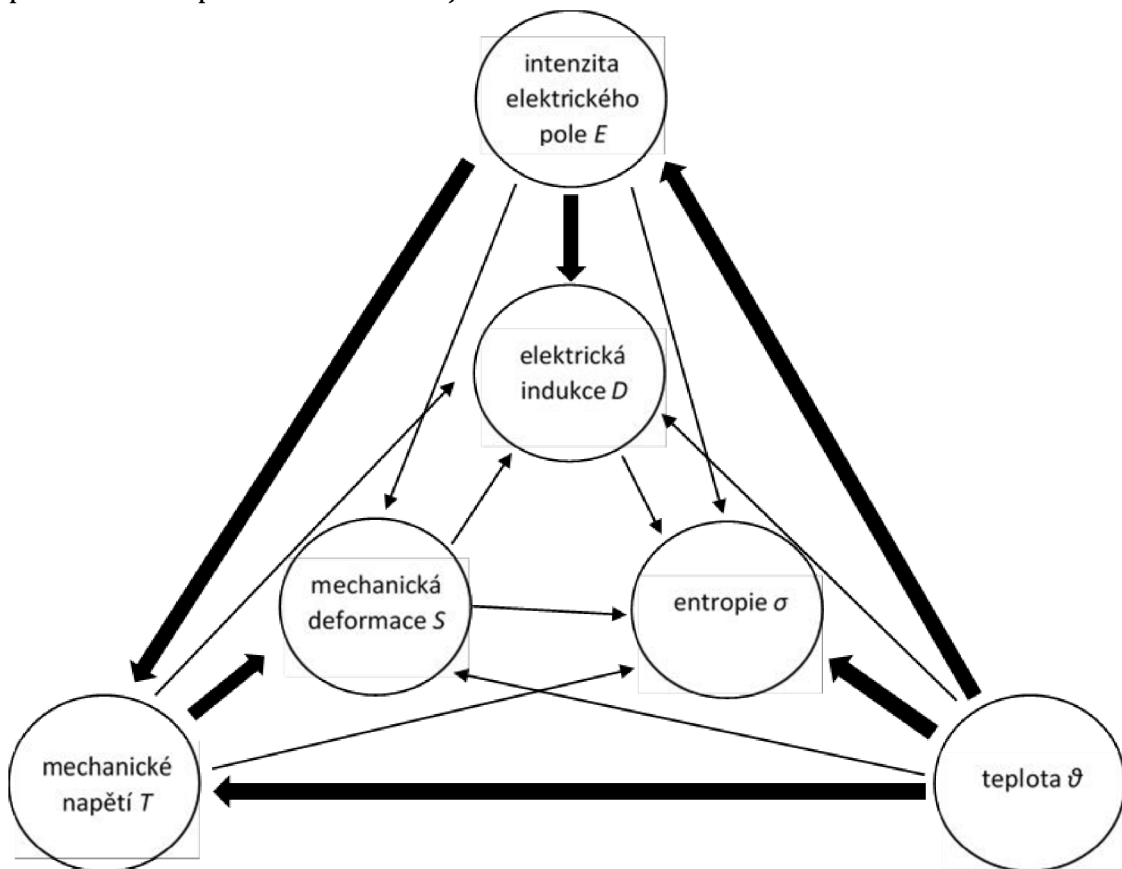 intenzita
elektrického
pole E
elektrická
indukce D
mechanická
deformace S
entropie σ
mechanické
napětí T
teplota ϑ